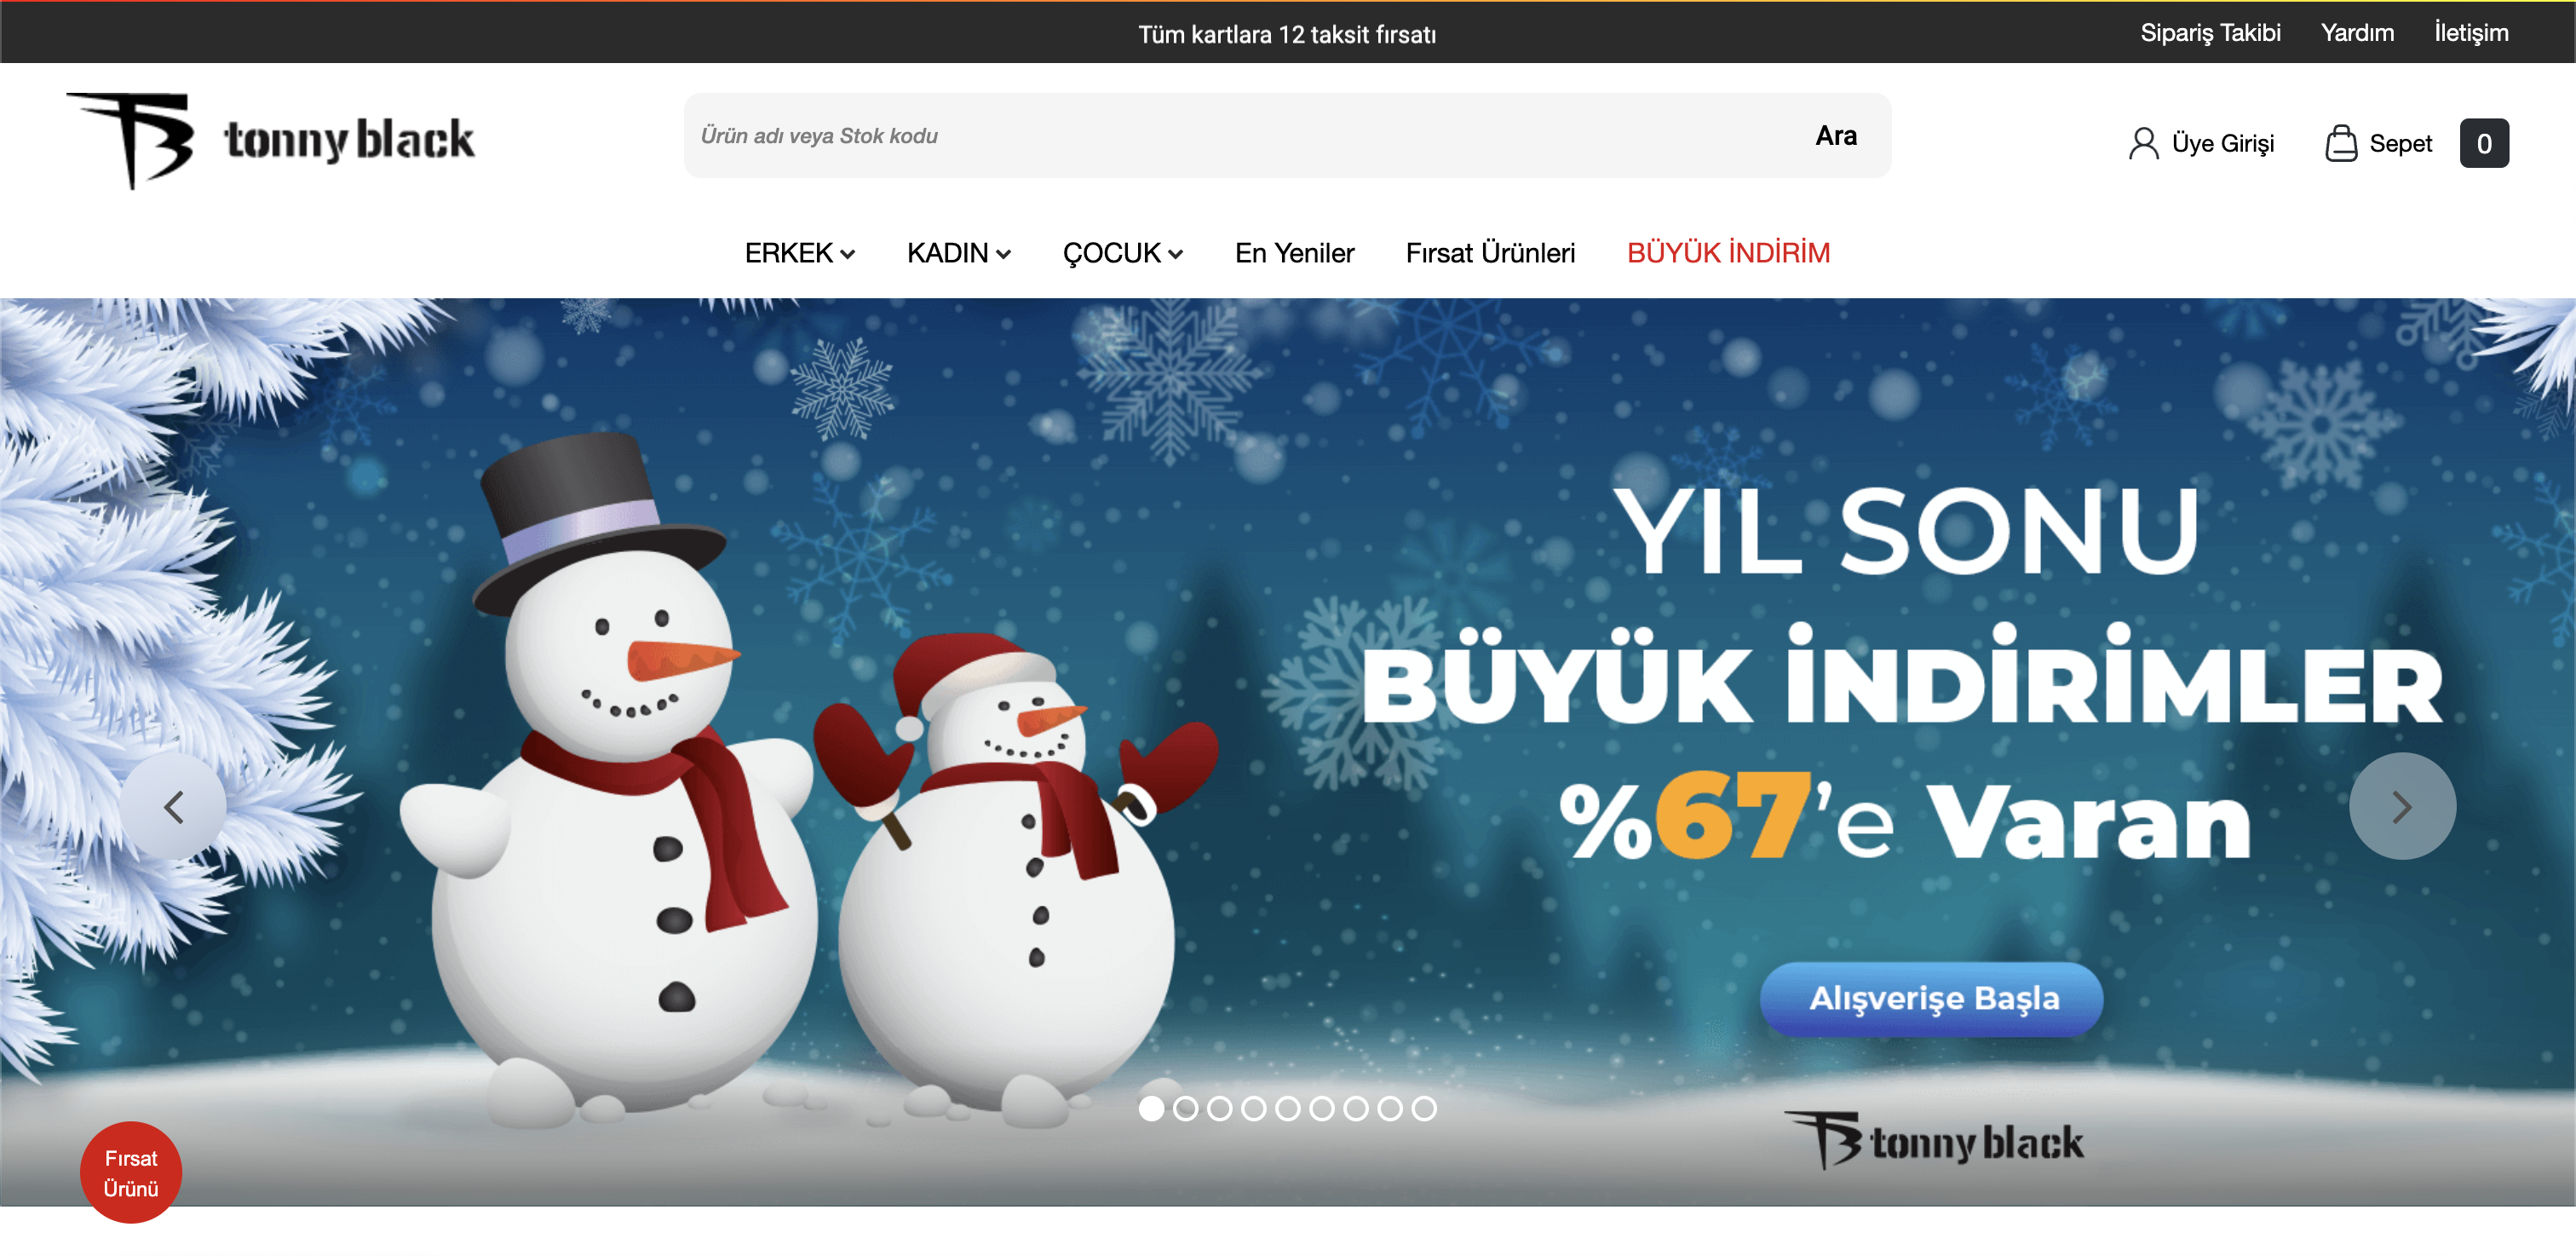 Tüm kartlara 12 taksit fırsatı
Sipariş Takibi
Yardım
İletişim
tonny black
Ürün adı veya Stok kodu
Ara
Üye Girişi
Sepet
0
ERKEK
KADIN
ÇOCUK
En Yeniler
Fırsat Ürünleri
BÜYÜK İNDİRİM
YIL SONU
BÜYÜK İNDİRİMLER
%67'e Varan
Alışverişe Başla
tonny black
Fırsat
Ürünü